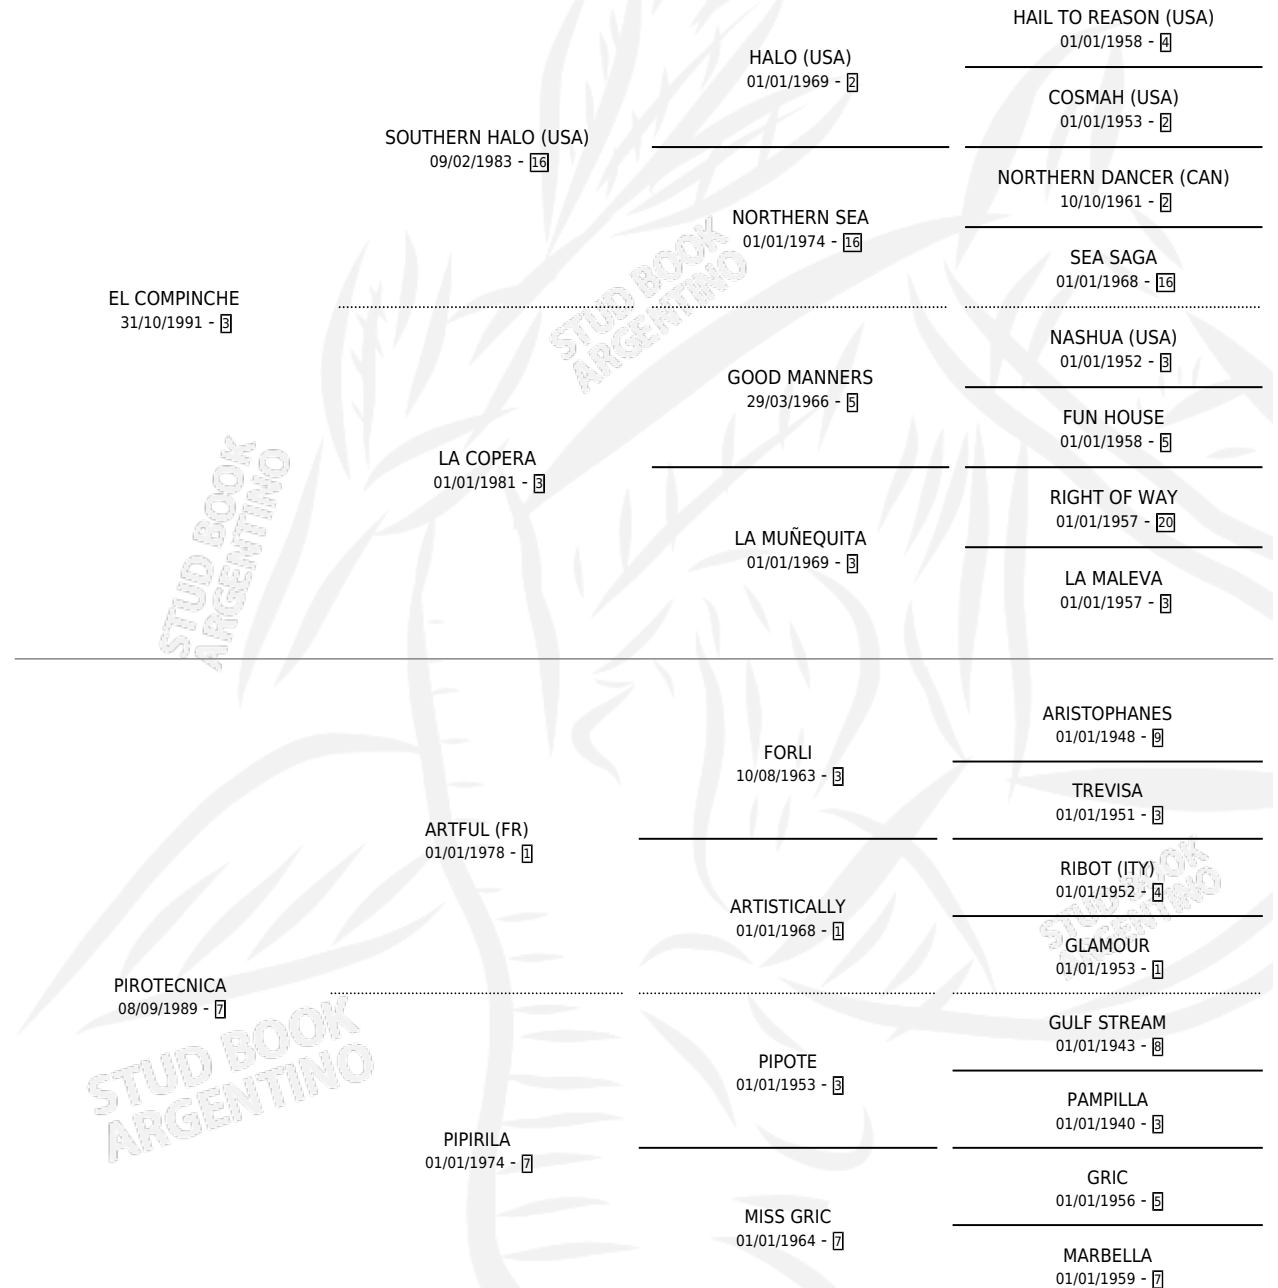 HAIL TO REASON (USA)
01/01/1958 - 4
HALO (USA)
01/01/1969 - 2
COSMAH (USA)
01/01/1953 - 2
SOUTHERN HALO (USA)
09/02/1983 - 16
NORTHERN DANCER (CAN)
10/10/1961 - 2
NORTHERN SEA
01/01/1974 - 16
SEA SAGA
01/01/1968 - 16
EL COMPINCHE
31/10/1991 - 3
NASHUA (USA)
01/01/1952 - 3
GOOD MANNERS
29/03/1966 - 5
FUN HOUSE
01/01/1958 - 5
LA COPERA
01/01/1981 - 3
RIGHT OF WAY
01/01/1957 - 20
LA MUÑEQUITA
01/01/1969 - 3
LA MALEVA
01/01/1957 - 3
ARISTOPHANES
01/01/1948 - 9
FORLI
10/08/1963 - 3
TREVISA
01/01/1951 - 3
ARTFUL (FR)
01/01/1978 - 1
RIBOT (ITY)
01/01/1952 - 4
ARTISTICALLY
01/01/1968 - 1
GLAMOUR
01/01/1953 - 1
PIROTECNICA
08/09/1989 - 7
GULF STREAM
01/01/1943 - 8
PIPOTE
01/01/1953 - 3
PAMPILLA
01/01/1940 - 3
PIPIRILA
01/01/1974 - 7
GRIC
01/01/1956 - 5
MISS GRIC
01/01/1964 - 7
MARBELLA
01/01/1959 - 7
STUD BOOK
ARGENTINO
STUD BOOK
ARGENTINO
STUD BOOK
ARGENTINO
STUD BOOK
ARGENTINO